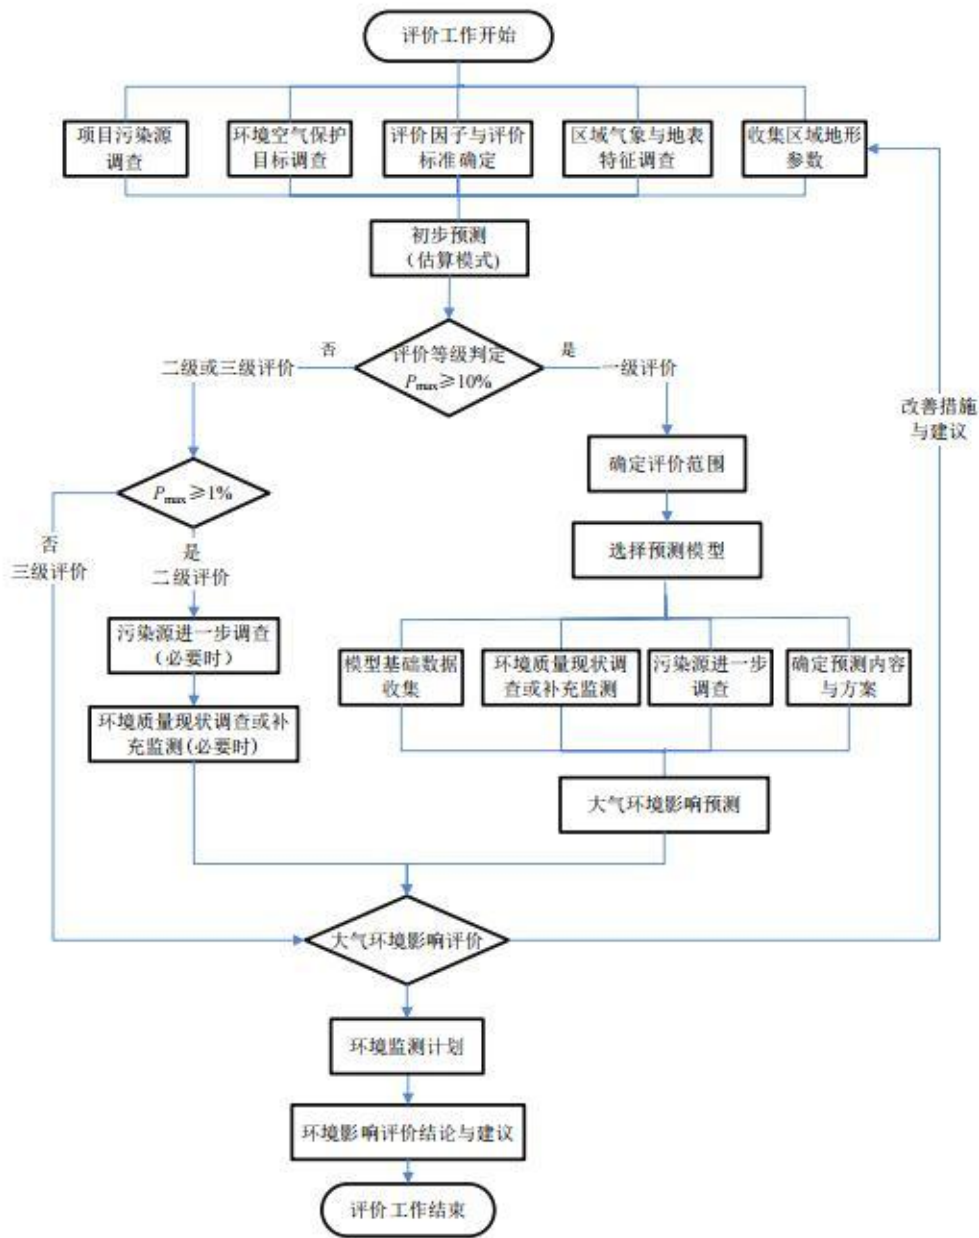 评价工作开始
项目污染源
调查
环境空气保护
目标调查
评价因子与评价
标准确定
区域气象与地表
特征调查
收集区域地形
参数
初步预测
（估算模式）
评价等级判定
Pmax≥10%
否
二级或三级评价
是
一级评价
改善措施
与建议
Pmax≥1%
否
三级评价
是
二级评价
确定评价范围
选择预测模型
污染源进一步调查
（必要时）
环境质量现状调查或补
充监测(必要时)
模型基础数据
收集
环境质量现状调
查或补充监测
污染源进一步
调查
确定预测内容
与方案
大气环境影响预测
大气环境影响评价
环境监测计划
环境影响评价结论与建议
评价工作结束